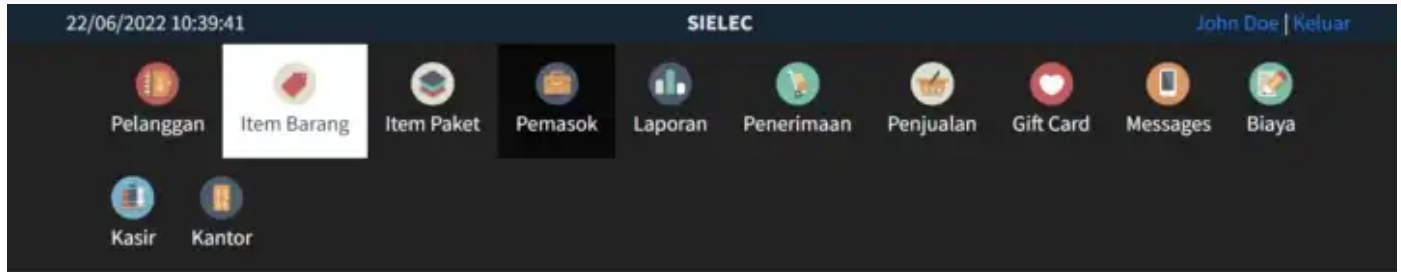 22/06/2022 10:39:41 SIELEC John Doe | Keluar
Pelanggan Item Barang Item Paket Pemasok Laporan Penerimaan Penjualan Gift Card Messages Biaya
Kasir Kantor